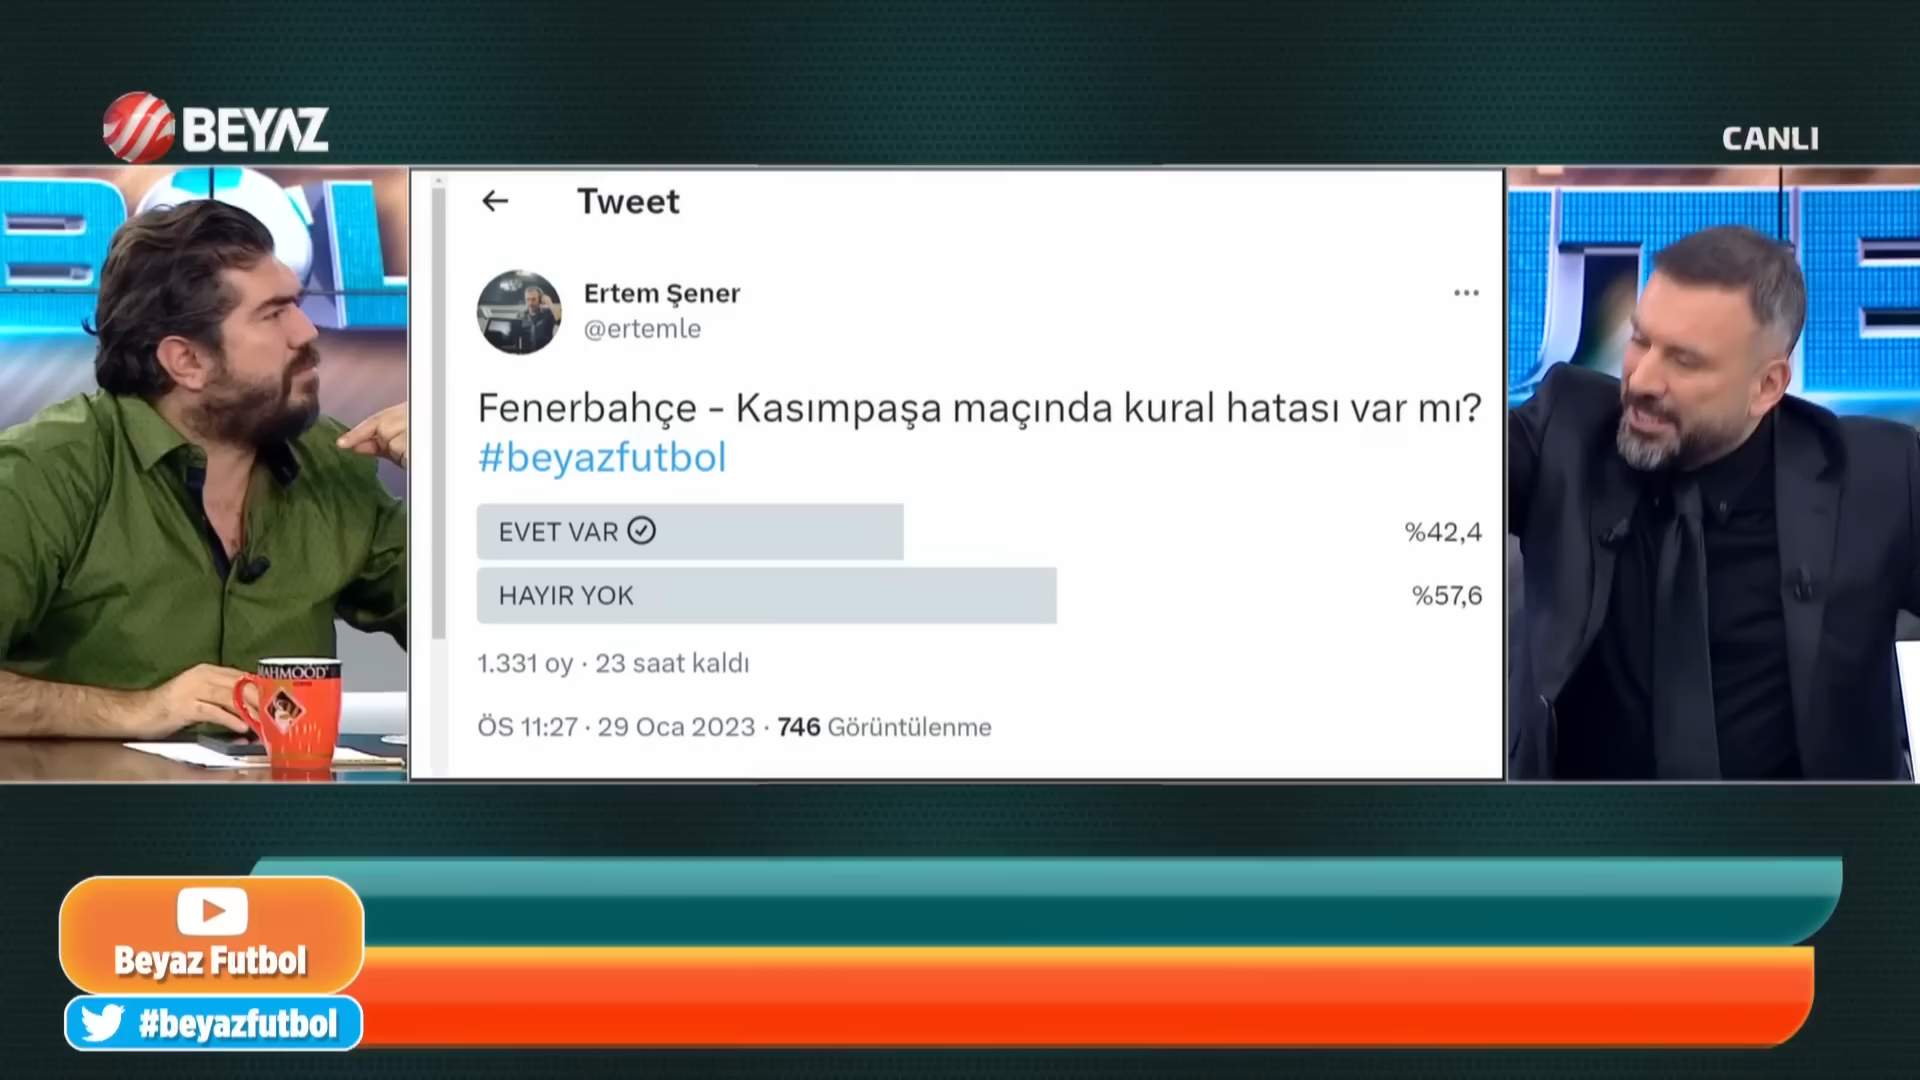 BEYAZ
CANLI
Tweet
Ertem Şener
@ertemle
Fenerbahçe - Kasımpaşa maçında kural hatası var mı?
#beyazfutbol
EVET VAR
%42,4
HAYIR YOK
%57,6
1.331 oy · 23 saat kaldı
ÖS 11:27 · 29 Oca 2023 · 746 Görüntülenme
MAHMOOD
Beyaz Futbol
#beyazfutbol